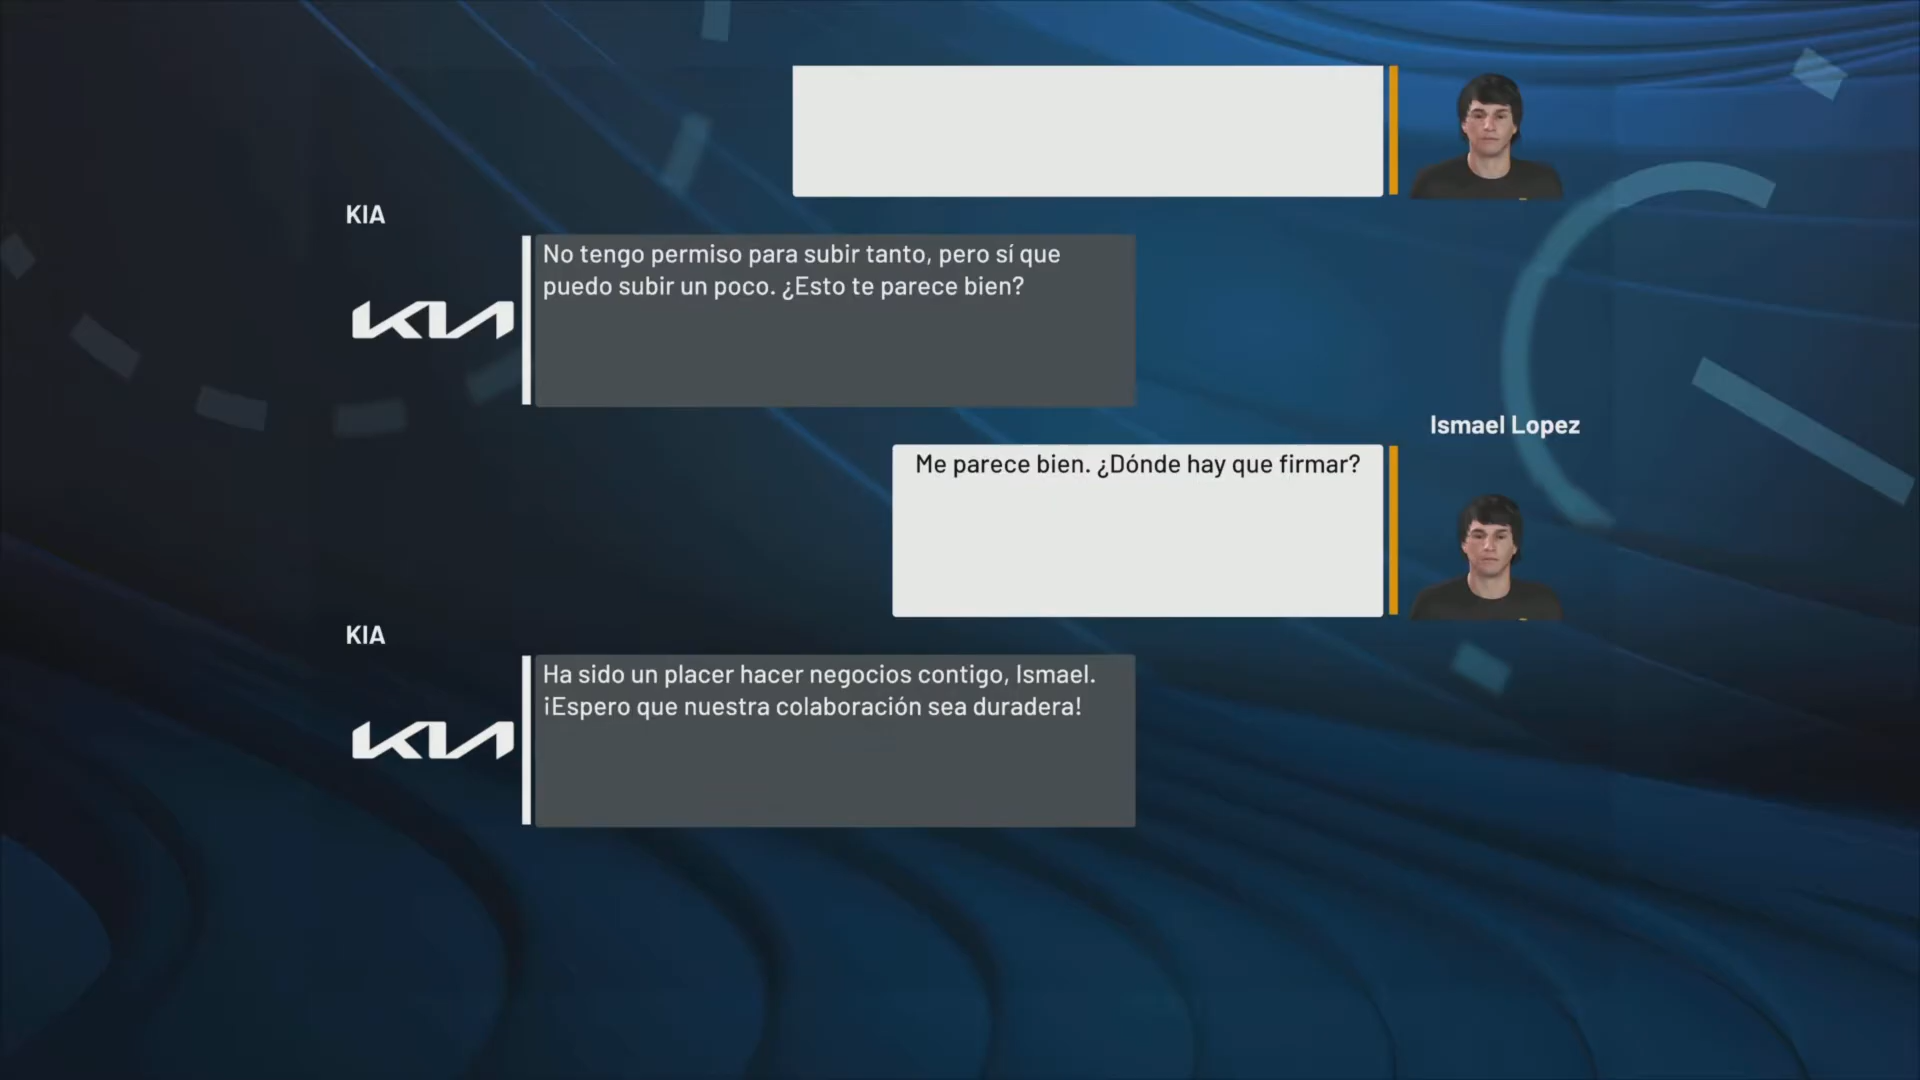 KIA
No tengo permiso para subir tanto, pero sí que
puedo subir un poco. ¿Esto te parece bien?
KIA
Ismael Lopez
Me parece bien. ¿Dónde hay que firmar?
KIA
Ha sido un placer hacer negocios contigo, Ismael.
¡Espero que nuestra colaboración sea duradera!
KIA